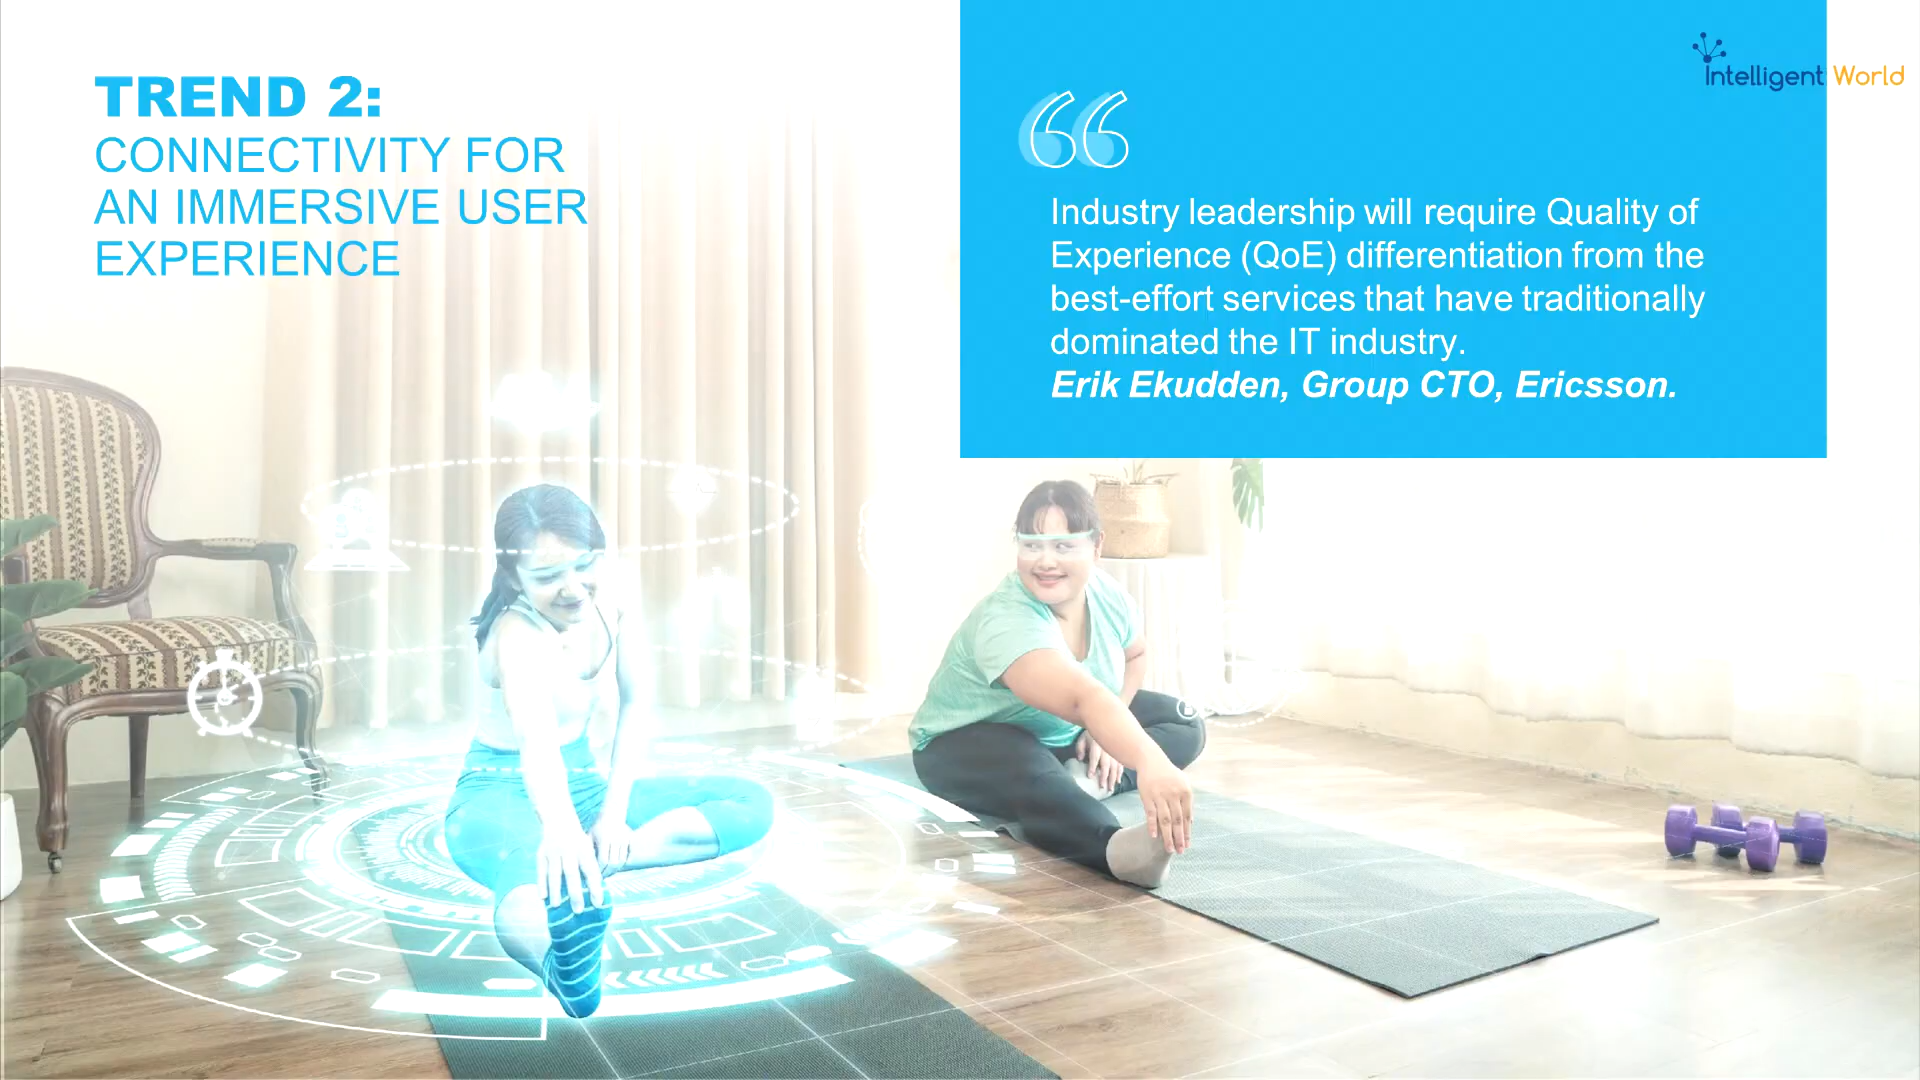 TREND 2:
CONNECTIVITY FOR
AN IMMERSIVE USER
EXPERIENCE
Intelligent World
Industry leadership will require Quality of
Experience (QoE) differentiation from the
best-effort services that have traditionally
dominated the IT industry.
Erik Ekudden, Group CTO, Ericsson.